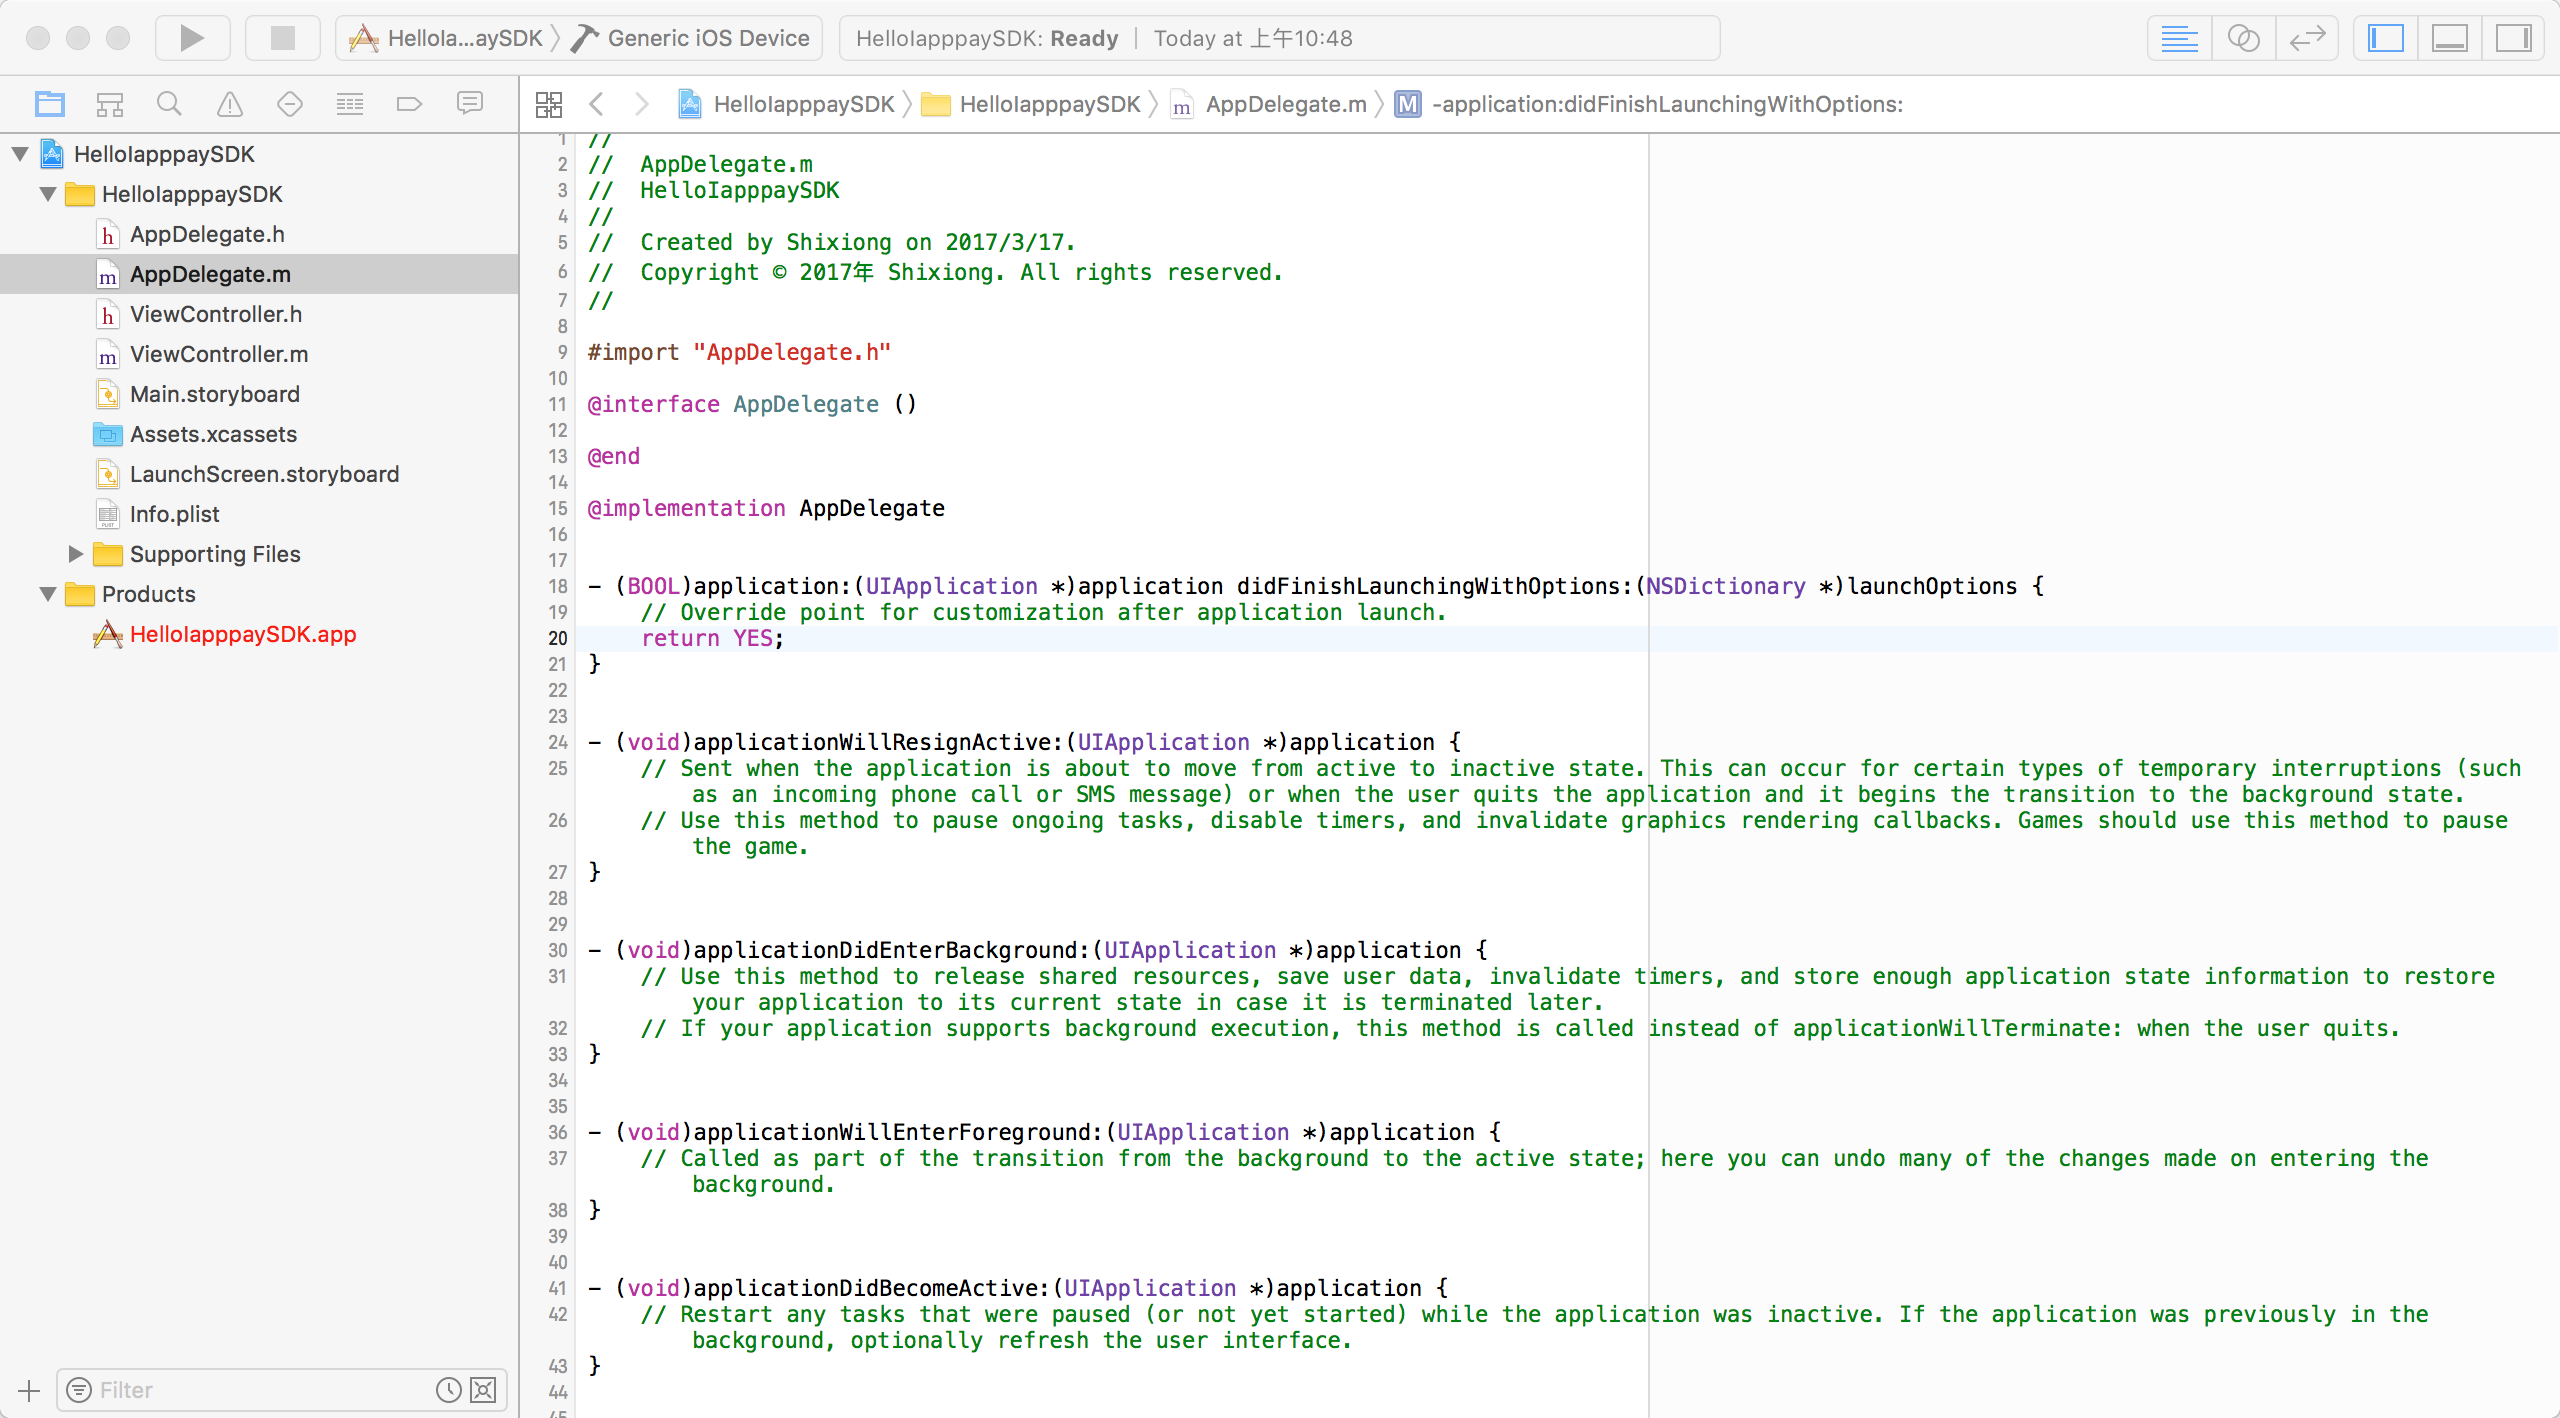 HelloIa...aySDK Generic iOS Device HelloIapppaySDK: Ready | Today at 上午10:48
HelloIapppaySDK HelloIapppaySDK m AppDelegate.m M -application:didFinishLaunchingWithOptions:
HelloIapppaySDK
HelloIapppaySDK
h AppDelegate.h
m AppDelegate.m
h ViewController.h
m ViewController.m
Main.storyboard
Assets.xcassets
LaunchScreen.storyboard
Info.plist
Supporting Files
Products
HelloIapppaySDK.app
Filter
1 //
2 //  AppDelegate.m
3 //  HelloIapppaySDK
4 //
5 //  Created by Shixiong on 2017/3/17.
6 //  Copyright © 2017年 Shixiong. All rights reserved.
7 //
8
9 #import "AppDelegate.h"
10
11 @interface AppDelegate ()
12
13 @end
14
15 @implementation AppDelegate
16
17
18 - (BOOL)application:(UIApplication *)application didFinishLaunchingWithOptions:(NSDictionary *)launchOptions {
19     // Override point for customization after application launch.
20     return YES;
21 }
22
23
24 - (void)applicationWillResignActive:(UIApplication *)application {
25     // Sent when the application is about to move from active to inactive state. This can occur for certain types of temporary interruptions (such
as an incoming phone call or SMS message) or when the user quits the application and it begins the transition to the background state.
26     // Use this method to pause ongoing tasks, disable timers, and invalidate graphics rendering callbacks. Games should use this method to pause
the game.
27 }
28
29
30 - (void)applicationDidEnterBackground:(UIApplication *)application {
31     // Use this method to release shared resources, save user data, invalidate timers, and store enough application state information to restore
your application to its current state in case it is terminated later.
32     // If your application supports background execution, this method is called instead of applicationWillTerminate: when the user quits.
33 }
34
35
36 - (void)applicationWillEnterForeground:(UIApplication *)application {
37     // Called as part of the transition from the background to the active state; here you can undo many of the changes made on entering the
background.
38 }
39
40
41 - (void)applicationDidBecomeActive:(UIApplication *)application {
42     // Restart any tasks that were paused (or not yet started) while the application was inactive. If the application was previously in the
background, optionally refresh the user interface.
43 }
44
45